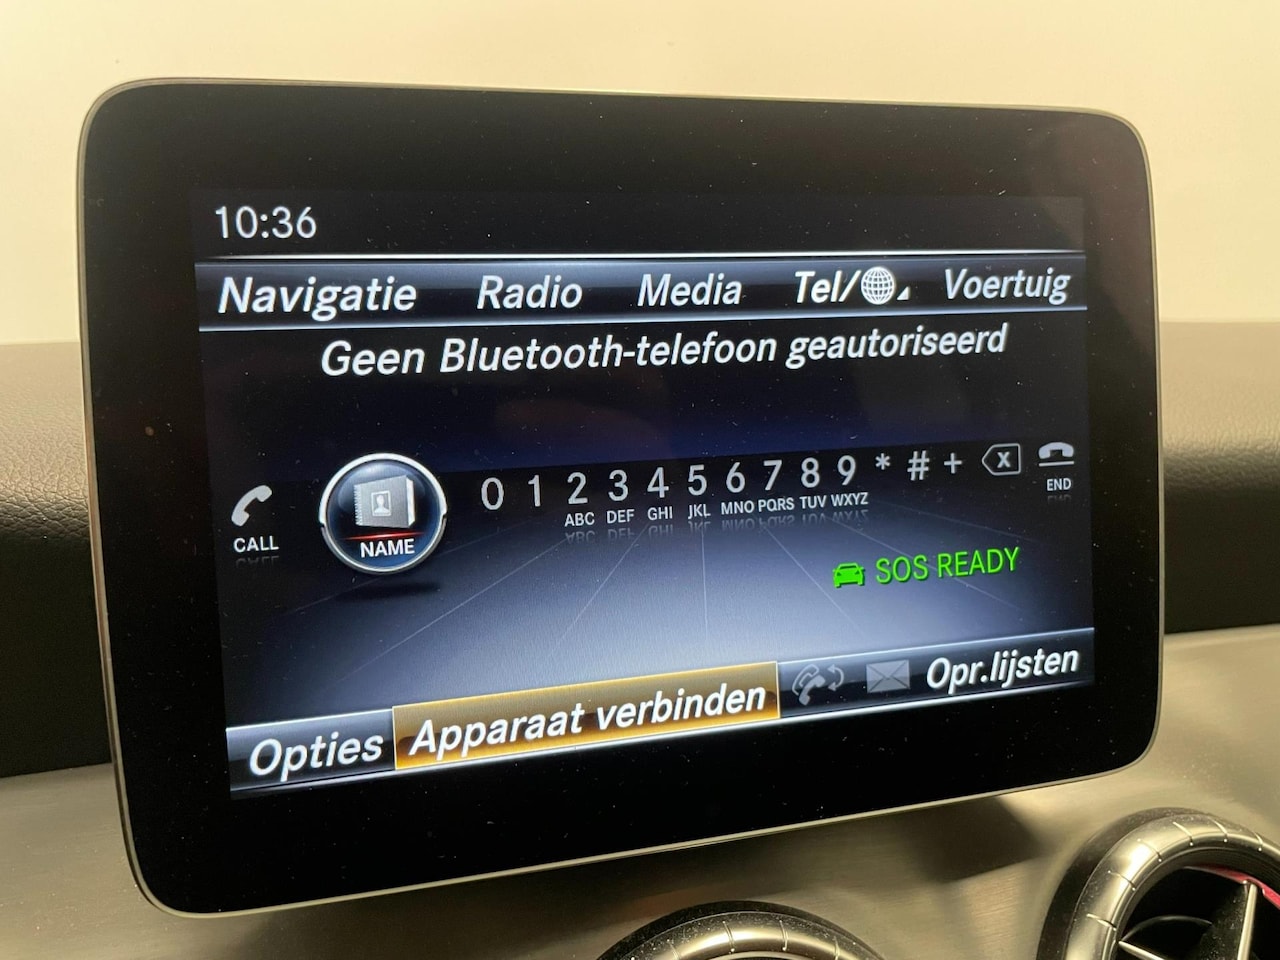 10:36
Navigatie Radio Media Tel/ Voertuig
Geen Bluetooth-telefoon geautoriseerd
CALL NAME 0 1 2 3 4 5 6 7 8 9 * # + X END
ABC DEF GHI JKL MNO PQRS TUV WXYZ
SOS READY
Opties Apparaat verbinden Opr.lijsten